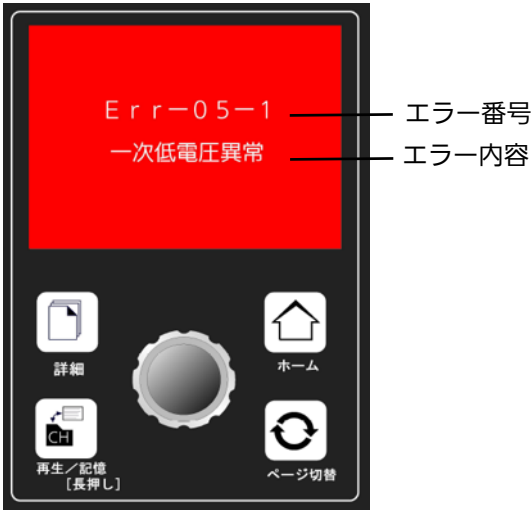 Err－05－1
一次低電圧異常
エラー番号
エラー内容
詳細
ホーム
CH
再生／記憶
[長押し]
ページ切替